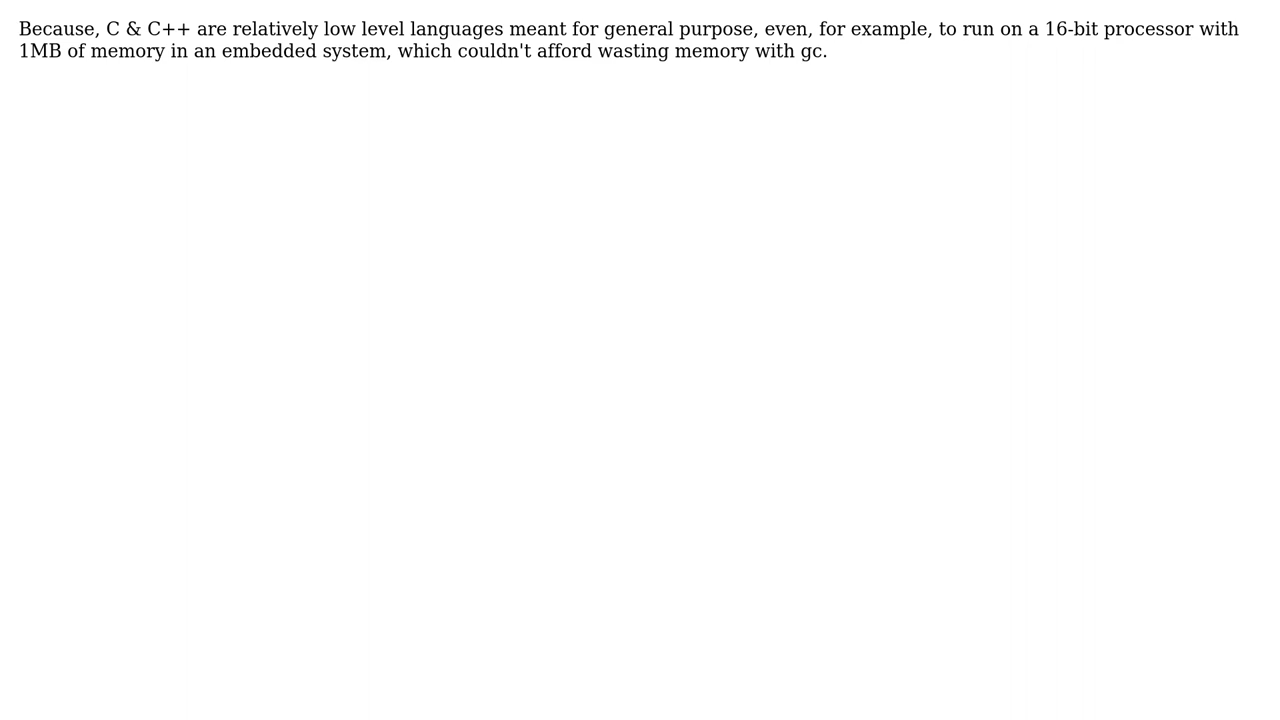 Because, C & C++ are relatively low level languages meant for general purpose, even, for example, to run on a 16-bit processor with
1MB of memory in an embedded system, which couldn't afford wasting memory with gc.